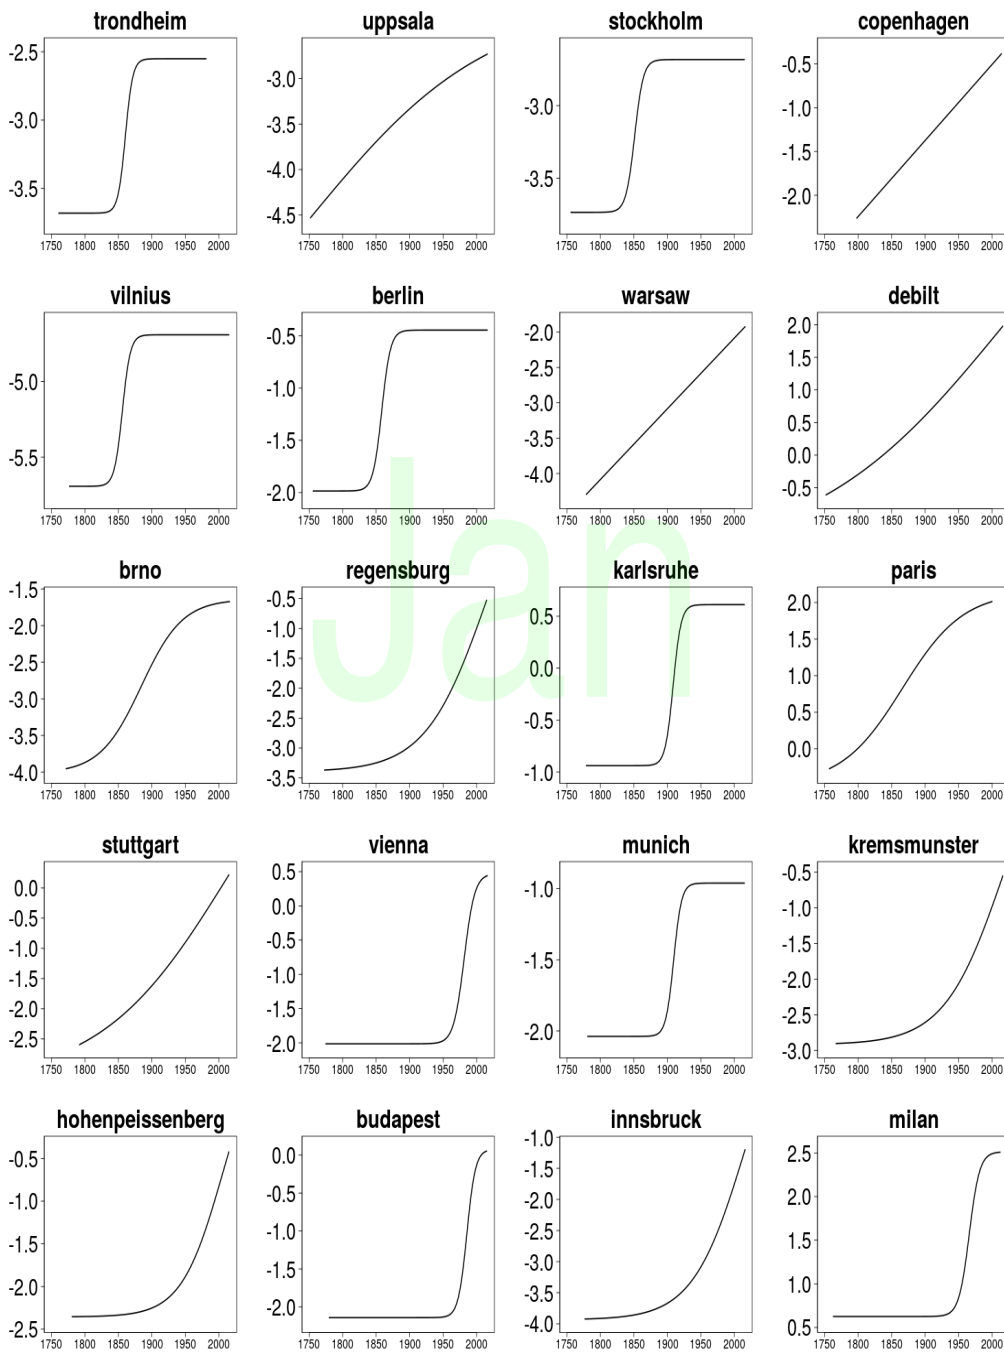 trondheim uppsala stockholm copenhagen
-2.5 -3.0 -3.5
-3.0 -3.5 -4.0 -4.5
-3.0 -3.5
-0.5 -1.0 -1.5 -2.0
1750 1800 1850 1900 1950 2000 1750 1800 1850 1900 1950 2000 1750 1800 1850 1900 1950 2000 1750 1800 1850 1900 1950 2000
vilnius berlin warsaw debilt
-5.0 -5.5
-0.5 -1.0 -1.5 -2.0
-2.0 -2.5 -3.0 -3.5 -4.0
2.0 1.5 1.0 0.5 0.0 -0.5
1750 1800 1850 1900 1950 2000 1750 1800 1850 1900 1950 2000 1750 1800 1850 1900 1950 2000 1750 1800 1850 1900 1950 2000
Jan
brno regensburg karlsruhe paris
-1.5 -2.0 -2.5 -3.0 -3.5 -4.0
-0.5 -1.0 -1.5 -2.0 -2.5 -3.0 -3.5
0.5 0.0 -0.5 -1.0
2.0 1.5 1.0 0.5 0.0
1750 1800 1850 1900 1950 2000 1750 1800 1850 1900 1950 2000 1750 1800 1850 1900 1950 2000 1750 1800 1850 1900 1950 2000
stuttgart vienna munich kremsmunster
0.0 -0.5 -1.0 -1.5 -2.0 -2.5
0.5 0.0 -0.5 -1.0 -1.5 -2.0
-1.0 -1.5 -2.0
-0.5 -1.0 -1.5 -2.0 -2.5 -3.0
1750 1800 1850 1900 1950 2000 1750 1800 1850 1900 1950 2000 1750 1800 1850 1900 1950 2000 1750 1800 1850 1900 1950 2000
hohenpeissenberg budapest innsbruck milan
-0.5 -1.0 -1.5 -2.0 -2.5
0.0 -0.5 -1.0 -1.5 -2.0
-1.0 -1.5 -2.0 -2.5 -3.0 -3.5 -4.0
2.5 2.0 1.5 1.0 0.5
1750 1800 1850 1900 1950 2000 1750 1800 1850 1900 1950 2000 1750 1800 1850 1900 1950 2000 1750 1800 1850 1900 1950 2000